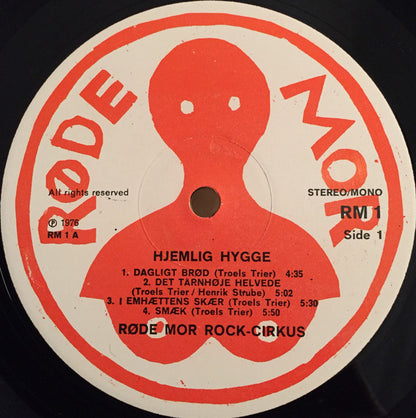 RØDE MOR
All rights reserved
STEREO/MONO
℗ 1976
RM 1 A
RM 1
Side 1
HJEMLIG HYGGE
1. DAGLIGT BRØD (Troels Trier) 4:35
2. DET TARNHØJE HELVEDE
(Troels Trier/Henrik Strube) 5:02
3. I EMHÆTTENS SKÆR (Troels Trier) 5:30
4. SMÆK (Troels Trier) 5:50
RØDE MOR ROCK-CIRKUS